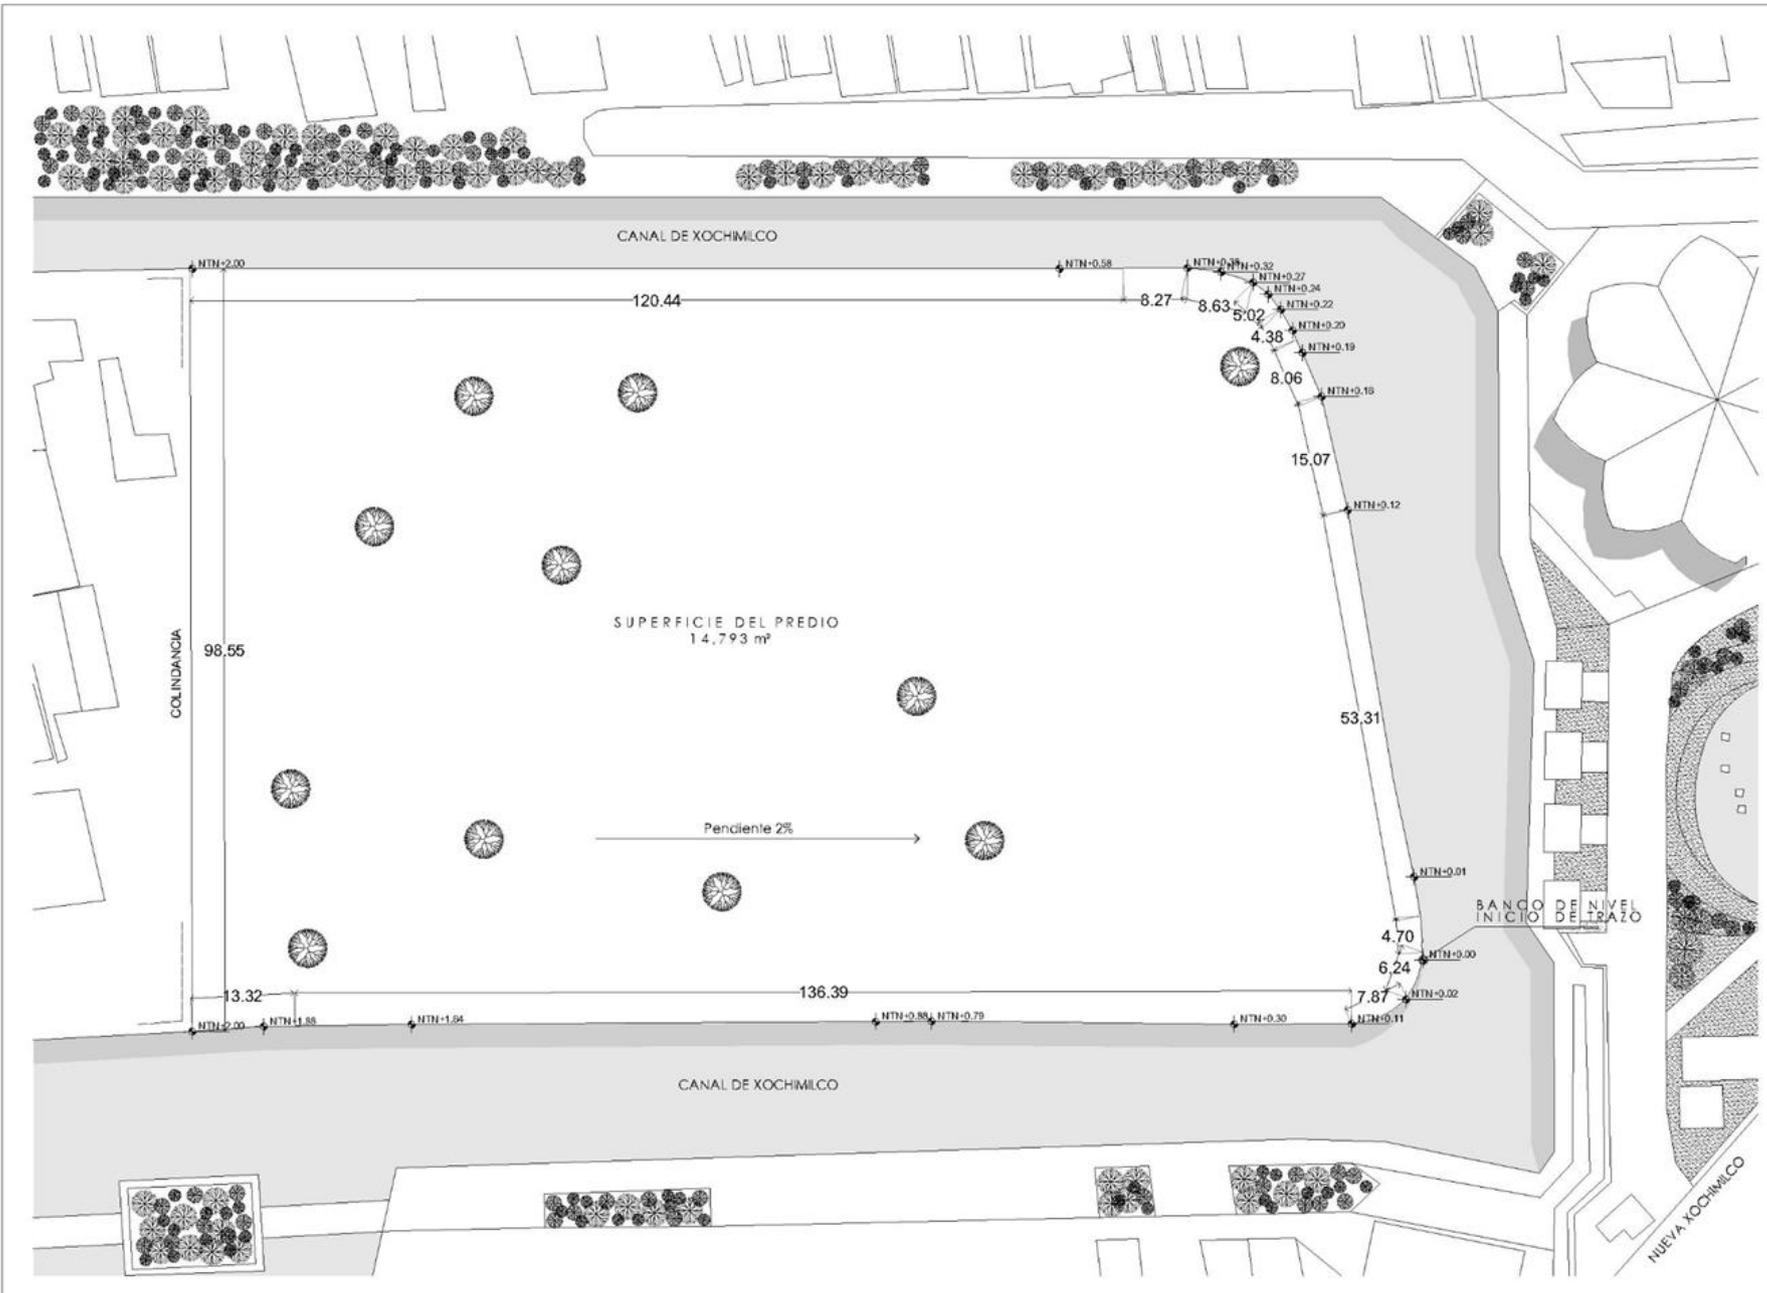 CANAL DE XOCHIMILCO
NTN+2.00
NTN+0.58
NTN+0.32
NTN+0.27
NTN+0.24
NTN+0.22
NTN+0.20
NTN+0.19
NTN+0.16
NTN+0.12
120.44
8.27
8.63
5.02
4.38
8.06
15.07
SUPERFICIE DEL PREDIO
14,793 m²
COLINDANCIA
98.55
53.31
Pendiente 2%
NTN+0.01
BANCO DE NIVEL
INICIO DE TRAZO
4.70
NTN+0.00
6.24
13.32
136.39
7.87
NTN+0.02
NTN+2.00
NTN+1.88
NTN+1.64
NTN+0.88
NTN+0.79
NTN+0.30
NTN+0.11
CANAL DE XOCHIMILCO
NUEVA XOCHIMILCO